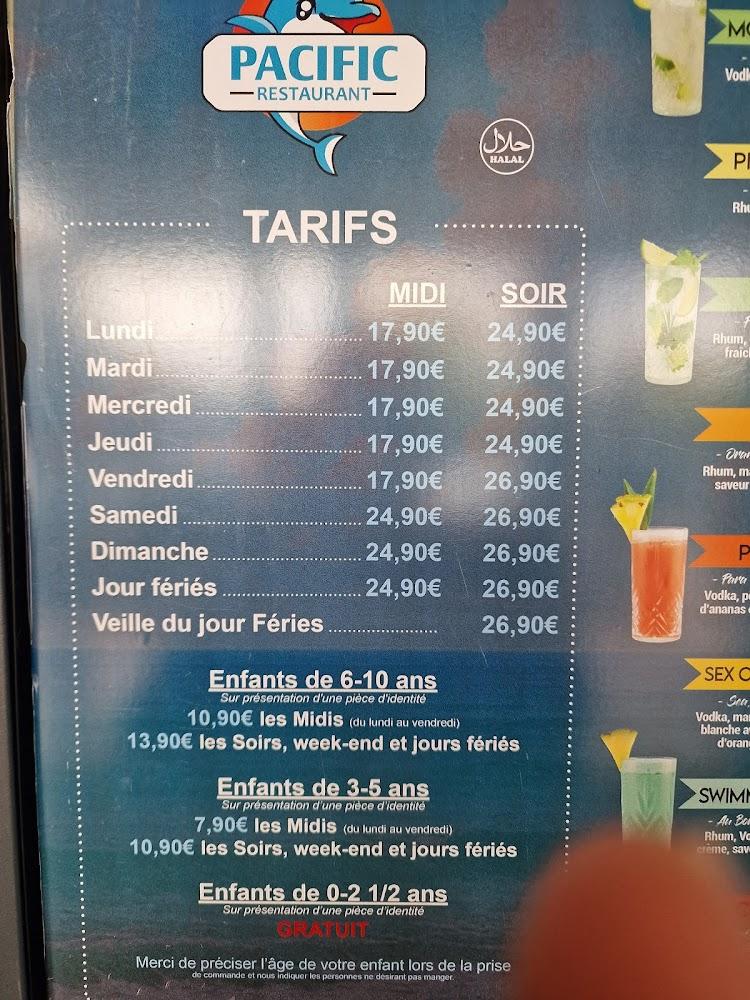 PACIFIC
RESTAURANT
حلال
HALAL
TARIFS
MIDI SOIR
Lundi 17,90€ 24,90€
Mardi 17,90€ 24,90€
Mercredi 17,90€ 24,90€
Jeudi 17,90€ 24,90€
Vendredi 17,90€ 26,90€
Samedi 24,90€ 26,90€
Dimanche 24,90€ 26,90€
Jour fériés 24,90€ 26,90€
Veille du jour Féries 26,90€
Enfants de 6-10 ans
Sur présentation d'une pièce d'identité
10,90€ les Midis (du lundi au vendredi)
13,90€ les Soirs, week-end et jours fériés
Enfants de 3-5 ans
Sur présentation d'une pièce d'identité
7,90€ les Midis (du lundi au vendredi)
10,90€ les Soirs, week-end et jours fériés
Enfants de 0-2 1/2 ans
Sur présentation d'une pièce d'identité
GRATUIT
Merci de préciser l'âge de votre enfant lors de la prise
de commande et nous indiquer les personnes ne désirant pas manger.
Rhum,
Rhum,
saveur
Vodka,
d'ananas
SEX
Vodka,
blanche
SWIMM
Rhum,
crème,